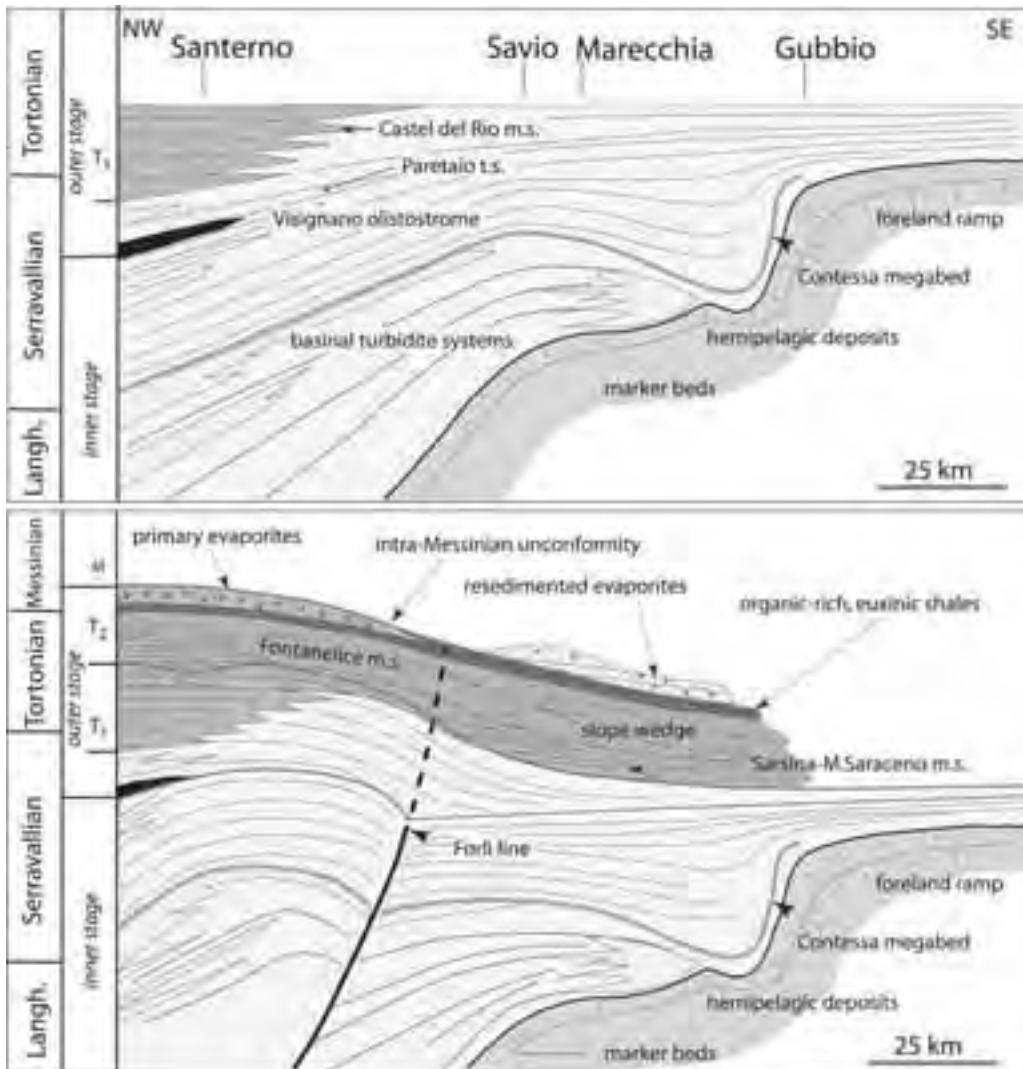 NW
SE
Santerno
Savio
Marecchia
Gubbio
Tortonian
Serravallian
Langh.
outer stage
T₁
inner stage
Castel del Rio m.s.
Paretaio t.s.
Visignano olistostrome
foreland ramp
Contessa megabed
basinal turbidite systems
hemipelagic deposits
marker beds
25 km
Messinian
Tortonian
Serravallian
Langh.
T₂
outer stage
T₁
inner stage
primary evaporites
intra-Messinian unconformity
resedimented evaporites
organic-rich, euxinic shales
Fontanelice m.s.
slope wedge
Sarsina-M.Saraceno m.s.
Forlì line
foreland ramp
Contessa megabed
hemipelagic deposits
marker beds
25 km